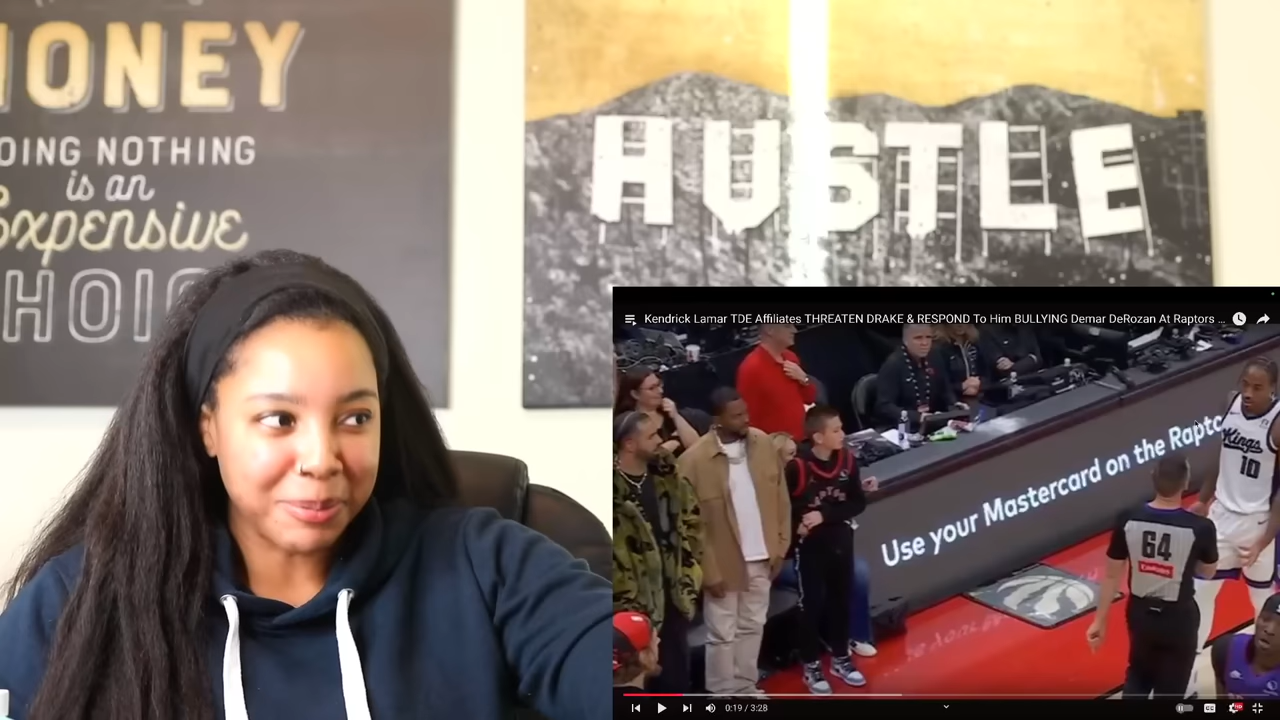 MONEY
DOING NOTHING
is an
Expensive
HUSTLE
Kendrick Lamar TDE Affiliates THREATEN DRAKE & RESPOND To Him BULLYING Demar DeRozan At Raptors ...
Kings
10
Use your Mastercard on the Rapto
64
Emirates
0:19 / 3:28